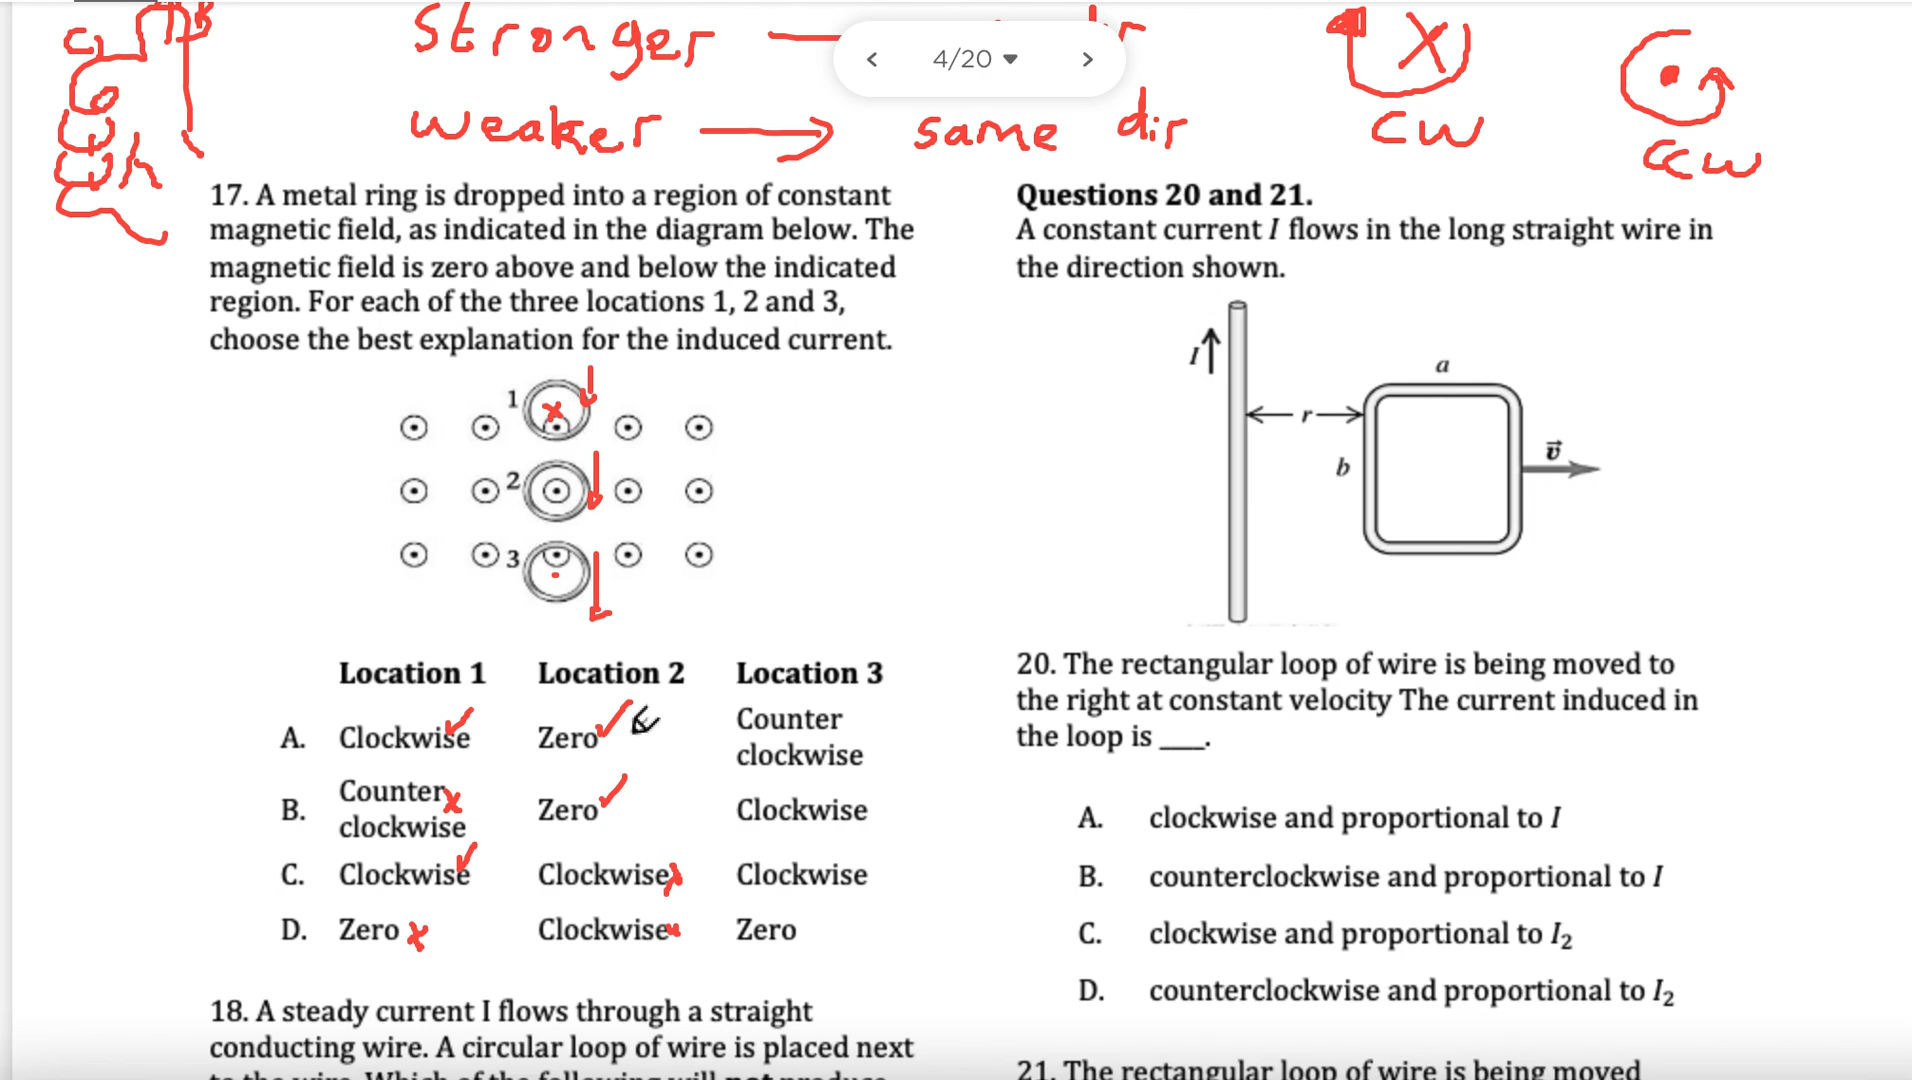 stronger
weaker → same dir
CW
CCW
4/20
17. A metal ring is dropped into a region of constant
magnetic field, as indicated in the diagram below. The
magnetic field is zero above and below the indicated
region. For each of the three locations 1, 2 and 3,
choose the best explanation for the induced current.
1
2
3
Location 1 Location 2 Location 3
A. Clockwise Zero Counter
clockwise
B. Counter
clockwise Zero Clockwise
C. Clockwise Clockwise Clockwise
D. Zero Clockwise Zero
18. A steady current I flows through a straight
conducting wire. A circular loop of wire is placed next
Questions 20 and 21.
A constant current I flows in the long straight wire in
the direction shown.
I
r
a
b
v⃗
20. The rectangular loop of wire is being moved to
the right at constant velocity The current induced in
the loop is ___.
A. clockwise and proportional to I
B. counterclockwise and proportional to I
C. clockwise and proportional to I₂
D. counterclockwise and proportional to I₂
21. The rectangular loop of wire is being moved